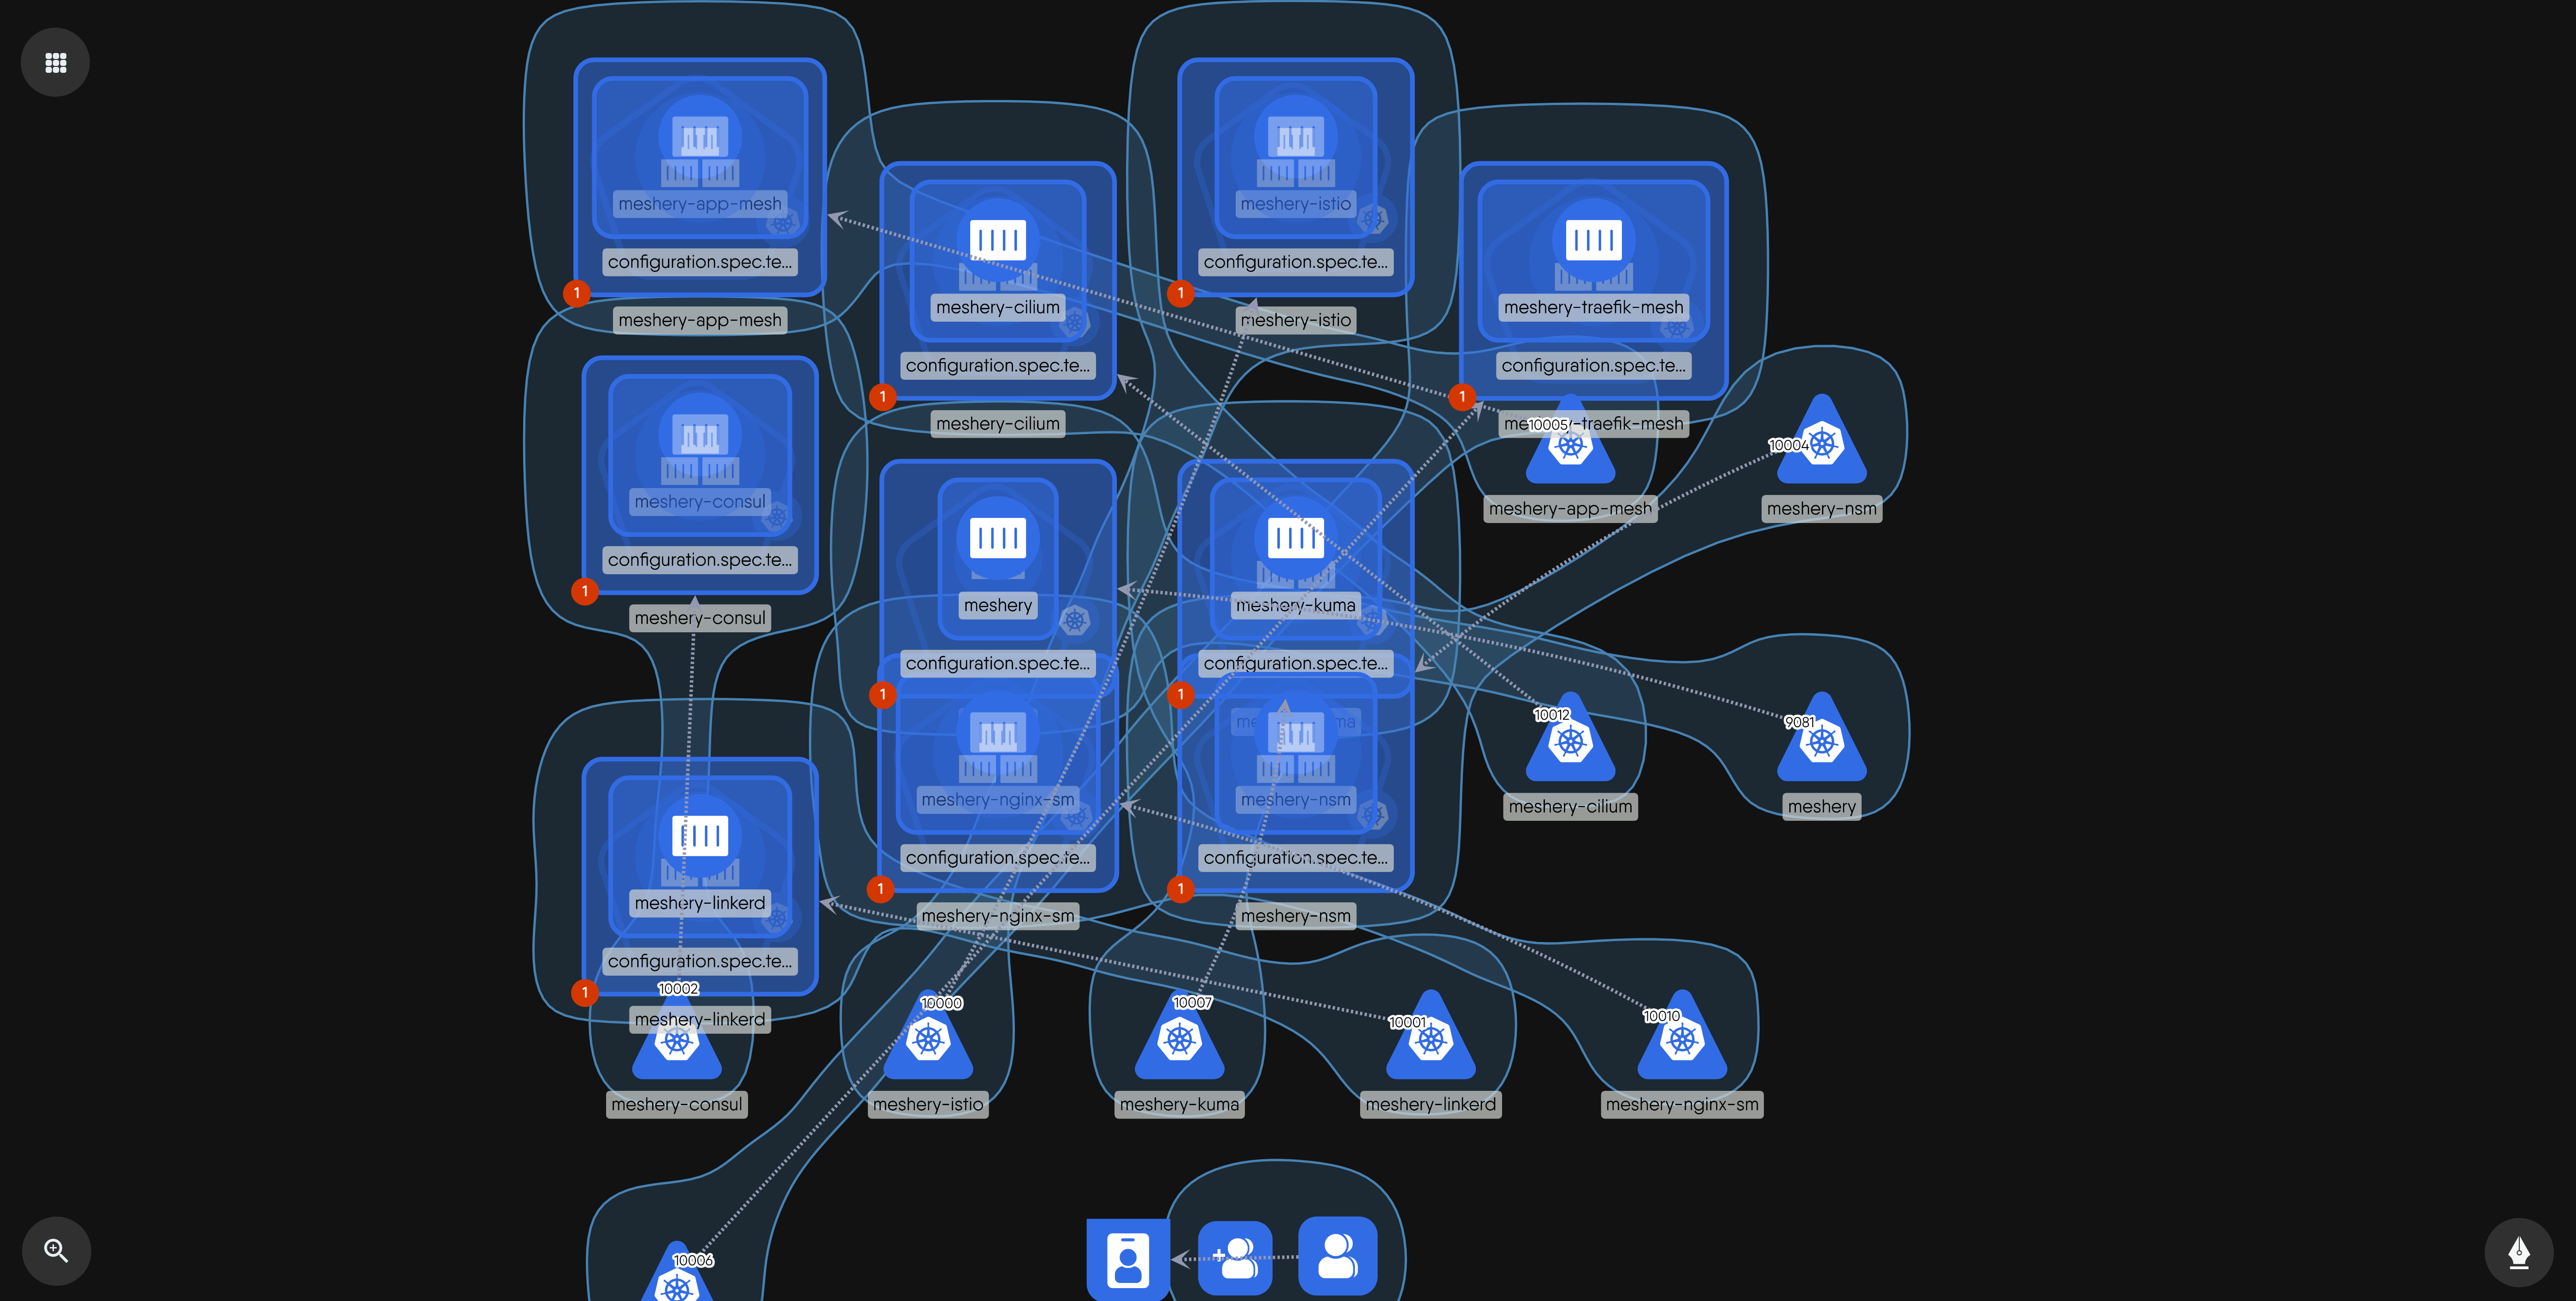 meshery-app-mesh
configuration.spec.te...
1
meshery-app-mesh
meshery-cilium
configuration.spec.te...
1
meshery-cilium
meshery-istio
configuration.spec.te...
1
meshery-istio
meshery-traefik-mesh
configuration.spec.te...
1
10005
meshery-app-mesh
10004
meshery-nsm
meshery-consul
configuration.spec.te...
1
meshery-consul
meshery
configuration.spec.te...
1
meshery-kuma
configuration.spec.te...
1
meshery-nginx-sm
configuration.spec.te...
1
meshery-nginx-sm
meshery-nsm
configuration.spec.te...
1
meshery-nsm
10012
meshery-cilium
9081
meshery
meshery-linkerd
configuration.spec.te...
1
meshery-linkerd
10002
meshery-consul
10000
meshery-istio
10007
meshery-kuma
10001
meshery-linkerd
10010
meshery-nginx-sm
10006